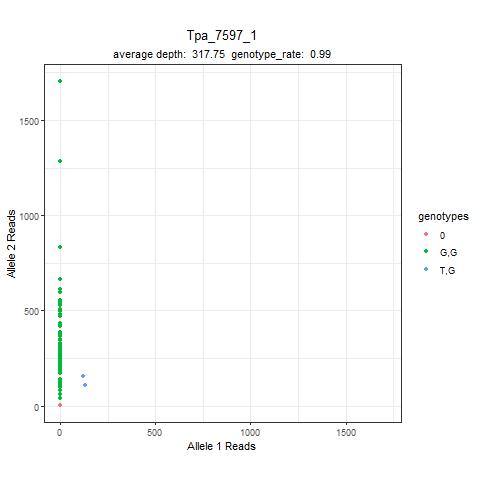 Tpa_7597_1
average depth: 317.75 genotype_rate: 0.99
Allele 2 Reads
1500
1000
500
0
0 500 1000 1500
Allele 1 Reads
genotypes
0
G,G
T,G